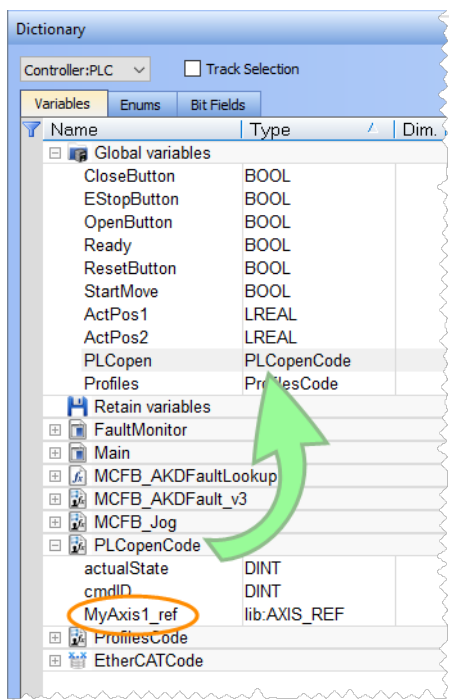 Dictionary
Controller:PLC Track Selection
Variables Enums Bit Fields
Name Type Dim.
Global variables
CloseButton BOOL
EStopButton BOOL
OpenButton BOOL
Ready BOOL
ResetButton BOOL
StartMove BOOL
ActPos1 LREAL
ActPos2 LREAL
PLCopen PLCopenCode
Profiles ProfilesCode
Retain variables
FaultMonitor
Main
MCFB_AKDFaultLookup
MCFB_AKDFault_v3
MCFB_Jog
PLCopenCode
actualState DINT
cmdID DINT
MyAxis1_ref lib:AXIS_REF
ProfilesCode
EtherCATCode